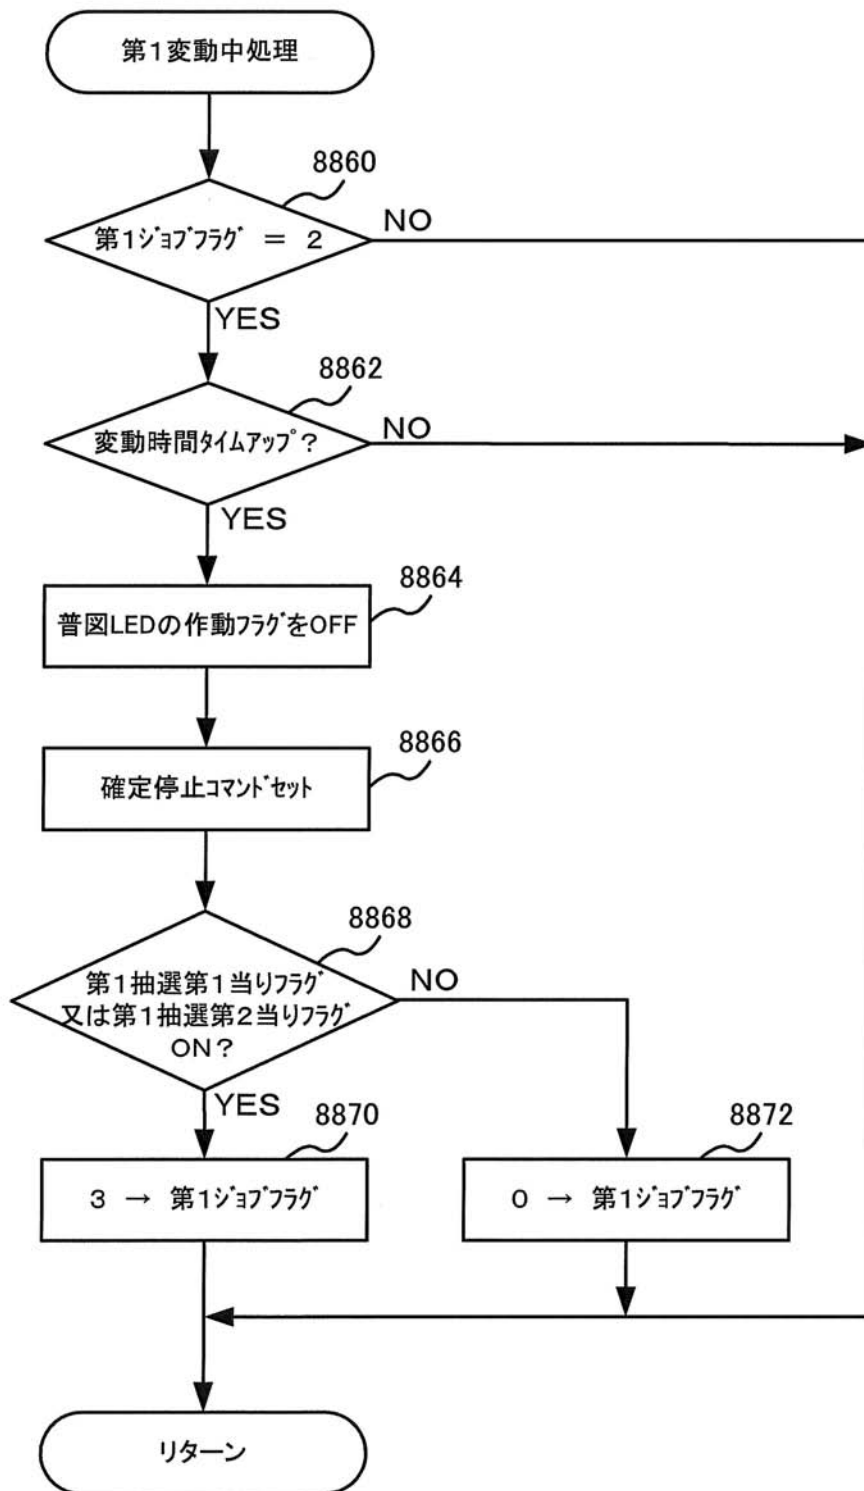 第1変動中処理
8860
第1ｼﾞｮﾌﾞﾌﾗｸﾞ ＝ 2
NO
YES
8862
変動時間ﾀｲﾑｱｯﾌﾟ？
NO
YES
8864
普図LEDの作動ﾌﾗｸﾞをOFF
8866
確定停止ｺﾏﾝﾄﾞｾｯﾄ
8868
第1抽選第1当りﾌﾗｸﾞ
又は第1抽選第2当りﾌﾗｸﾞ
ON？
NO
YES
8870
3 → 第1ｼﾞｮﾌﾞﾌﾗｸﾞ
8872
0 → 第1ｼﾞｮﾌﾞﾌﾗｸﾞ
リターン